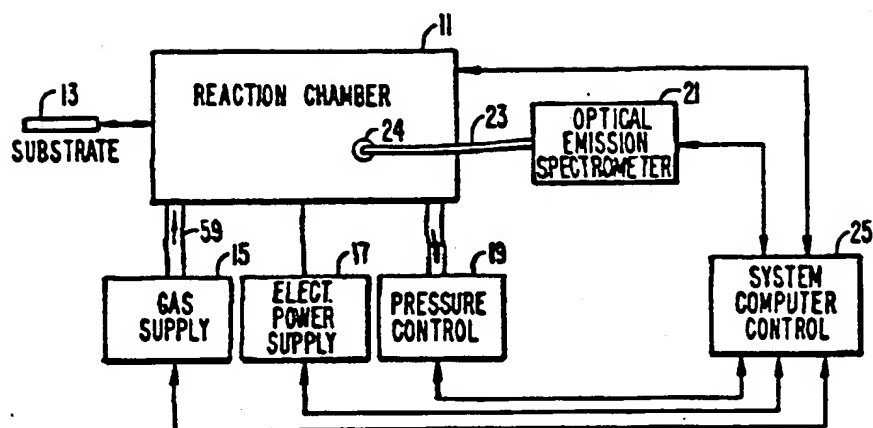 11
REACTION CHAMBER
13
SUBSTRATE
24
23
21
OPTICAL
EMISSION
SPECTROMETER
59
15
GAS
SUPPLY
17
ELECT.
POWER
SUPPLY
19
PRESSURE
CONTROL
25
SYSTEM
COMPUTER
CONTROL